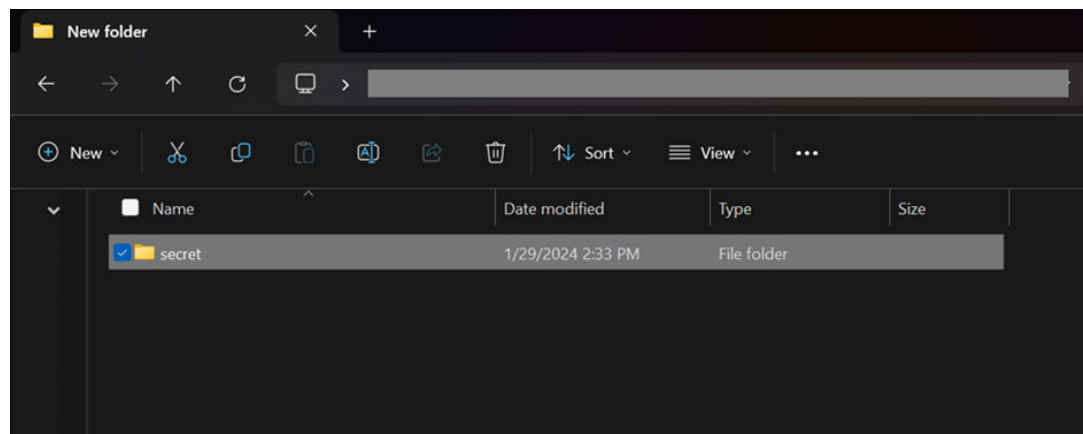 New folder
New Sort View
Name Date modified Type Size
secret 1/29/2024 2:33 PM File folder